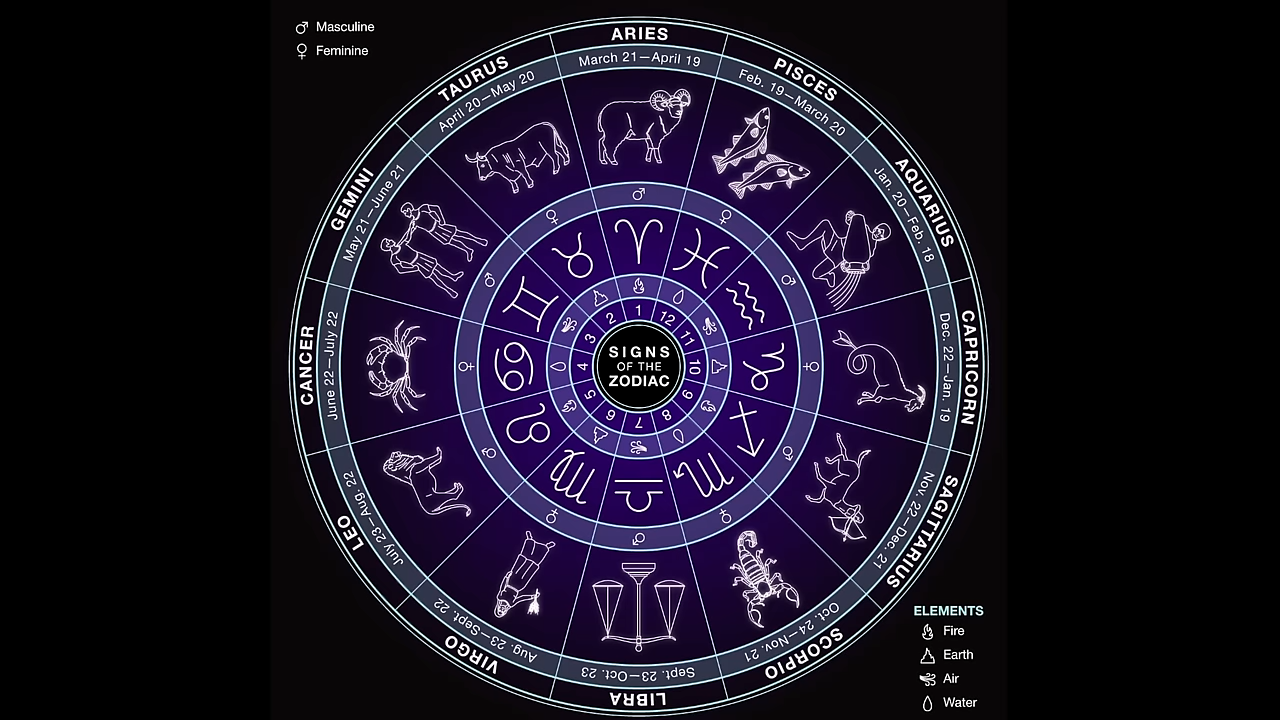 ♂ Masculine
♀ Feminine
ARIES
March 21—April 19
PISCES
Feb. 19—March 20
AQUARIUS
Jan. 20—Feb. 18
CAPRICORN
Dec. 22—Jan. 19
SAGITTARIUS
Nov. 22—Dec. 21
SCORPIO
Oct. 24—Nov. 21
LIBRA
Sept. 23—Oct. 23
VIRGO
Aug. 23—Sept. 22
LEO
July 23—Aug. 22
CANCER
June 22—July 22
GEMINI
May 21—June 21
TAURUS
April 20—May 20
1
2
3
4
5
6
7
8
9
10
11
12
SIGNS
OF THE
ZODIAC
ELEMENTS
Fire
Earth
Air
Water